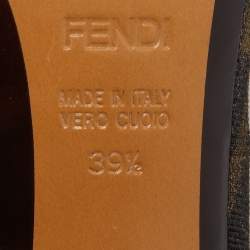 FENDI
MADE IN ITALY
VERO CUOIO
39½